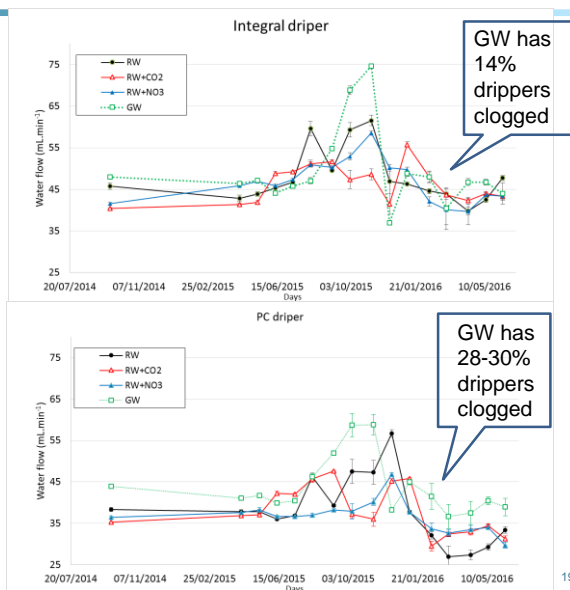 Integral driper
GW has
14%
drippers
clogged
RW
RW+CO2
RW+NO3
GW
Water flow (mL.min-1)
75
65
55
45
35
25
20/07/2014 07/11/2014 25/02/2015 15/06/2015 03/10/2015 21/01/2016 10/05/2016
Days
PC driper
GW has
28-30%
drippers
clogged
RW
RW+CO2
RW+NO3
GW
Water flow (mL.min-1)
75
65
55
45
35
25
20/07/2014 07/11/2014 25/02/2015 15/06/2015 03/10/2015 21/01/2016 10/05/2016
Days
19